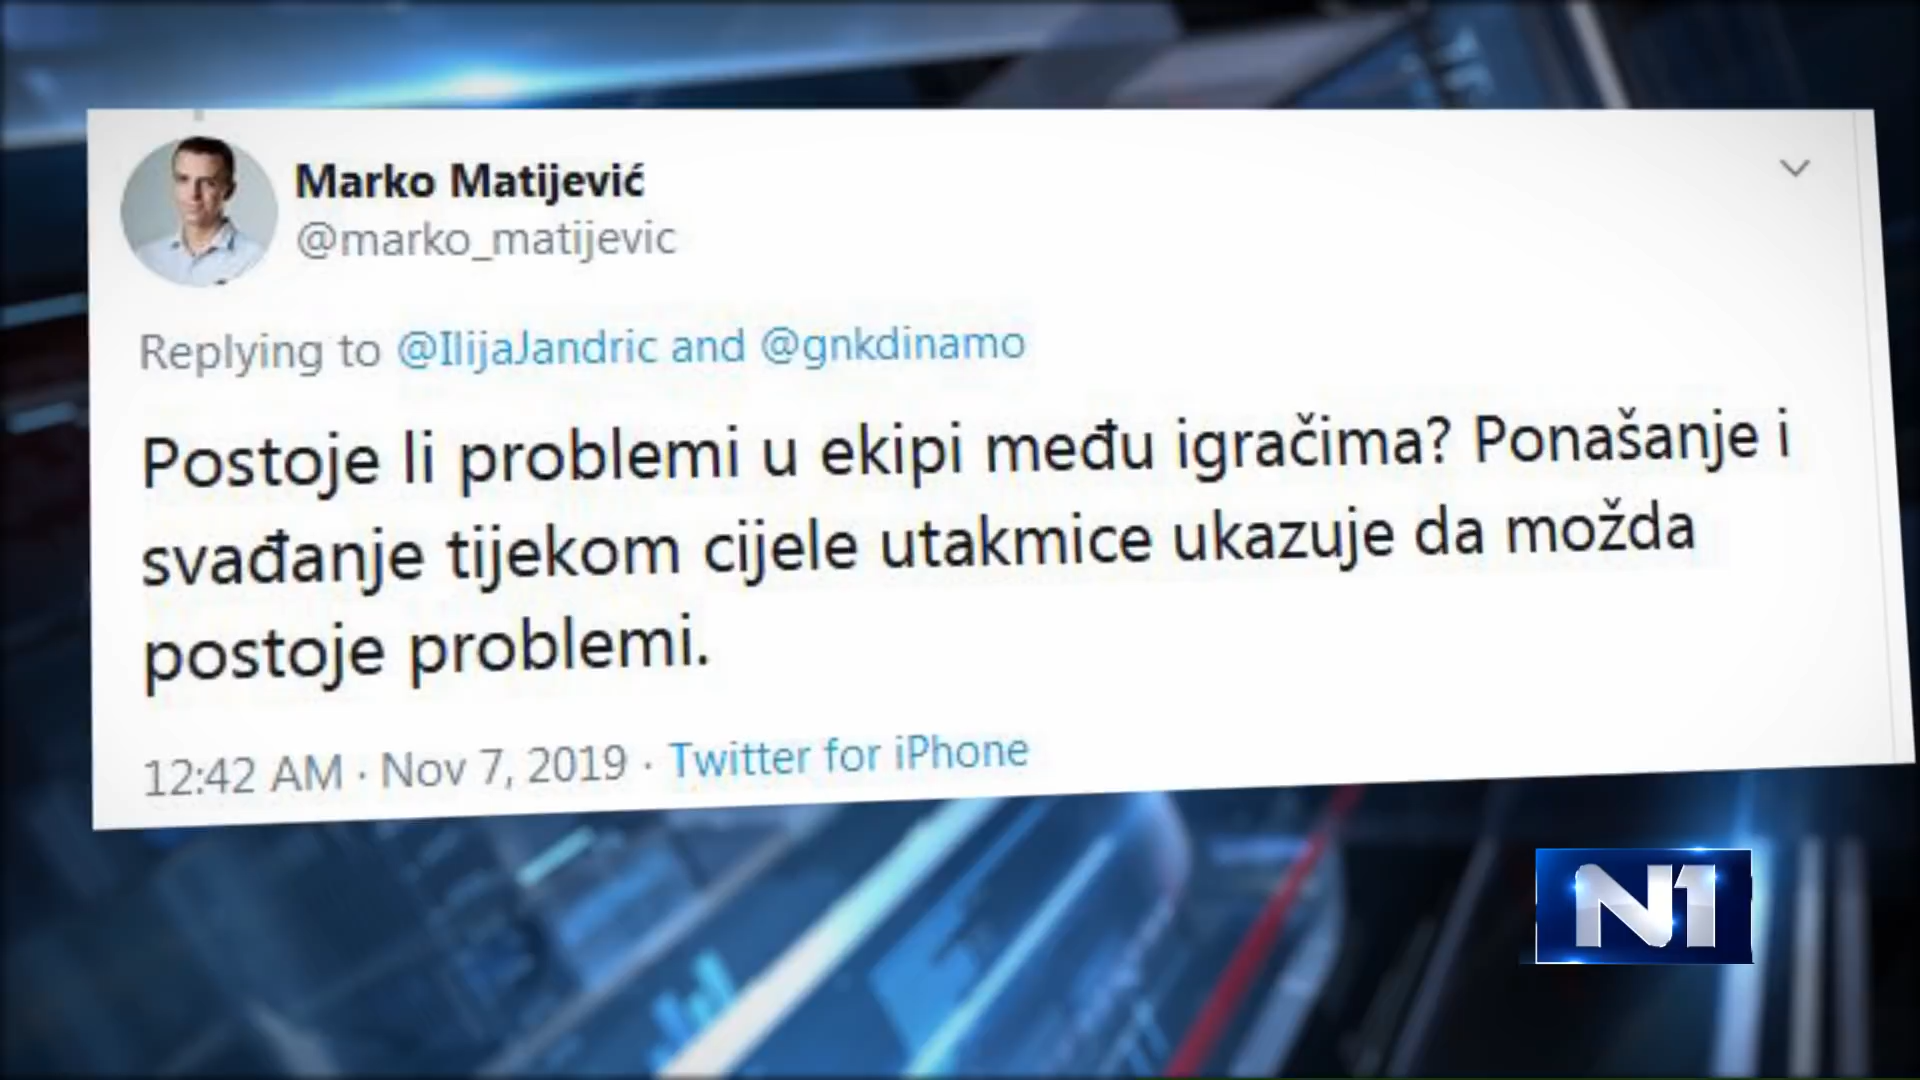 Marko Matijević
@marko_matijevic
Replying to @IlijaJandric and @gnkdinamo
Postoje li problemi u ekipi među igračima? Ponašanje i
svađanje tijekom cijele utakmice ukazuje da možda
postoje problemi.
12:42 AM · Nov 7, 2019 · Twitter for iPhone
N1